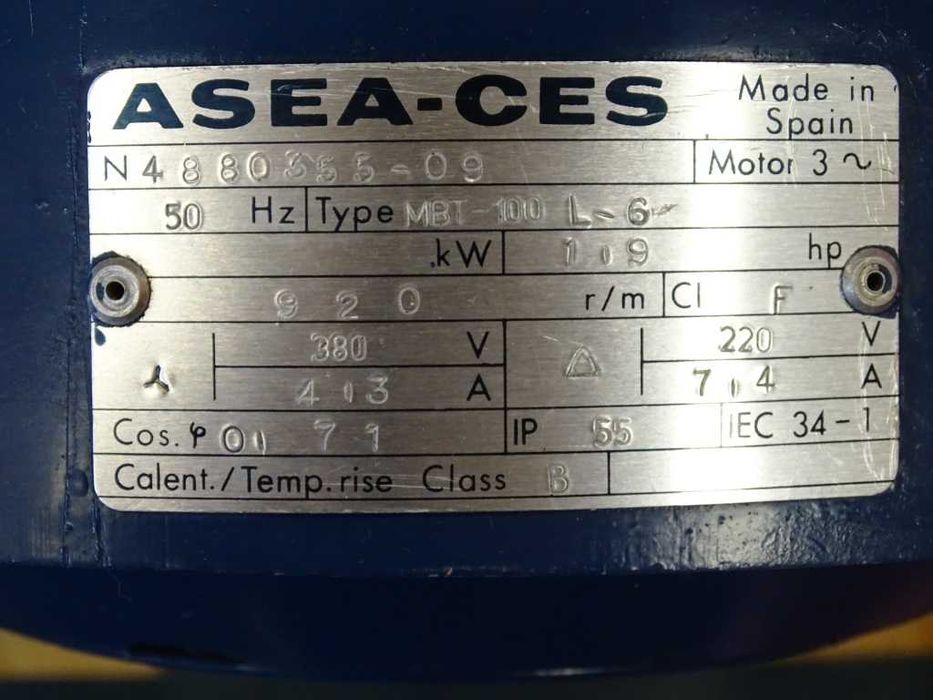 ASEA-CES Made in
Spain
N 4880355-09 Motor 3 ~
50 Hz Type MBT-100 L-6
kW 1,9 hp
920 r/m Cl F
380 V 220 V
4,3 A △ 7,4 A
Cos. φ 0,71 IP 55 IEC 34-1
Calent./Temp. rise Class B